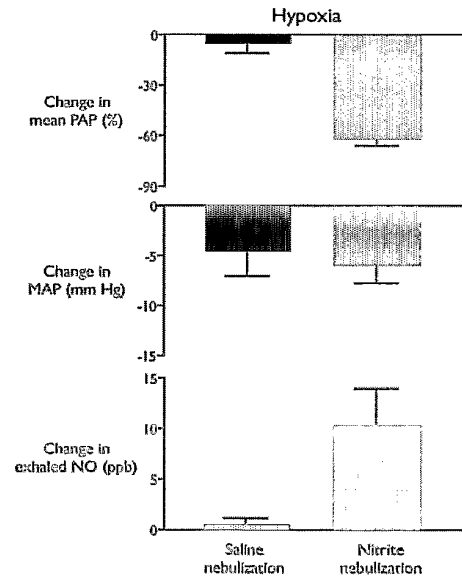 Hypoxia
0
-30
-60
-90
Change in
mean PAP (%)
0
-5
-10
-15
Change in
MAP (mm Hg)
15
10
5
0
Change in
exhaled NO (ppb)
Saline
nebulization
Nitrite
nebulization